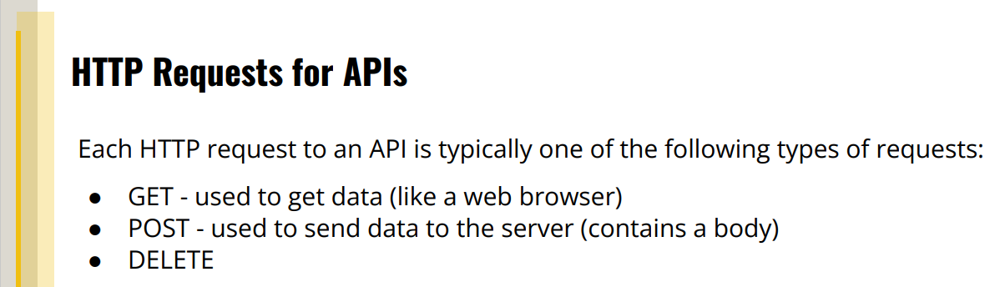 HTTP Requests for APIs
Each HTTP request to an API is typically one of the following types of requests:
● GET - used to get data (like a web browser)
● POST - used to send data to the server (contains a body)
● DELETE